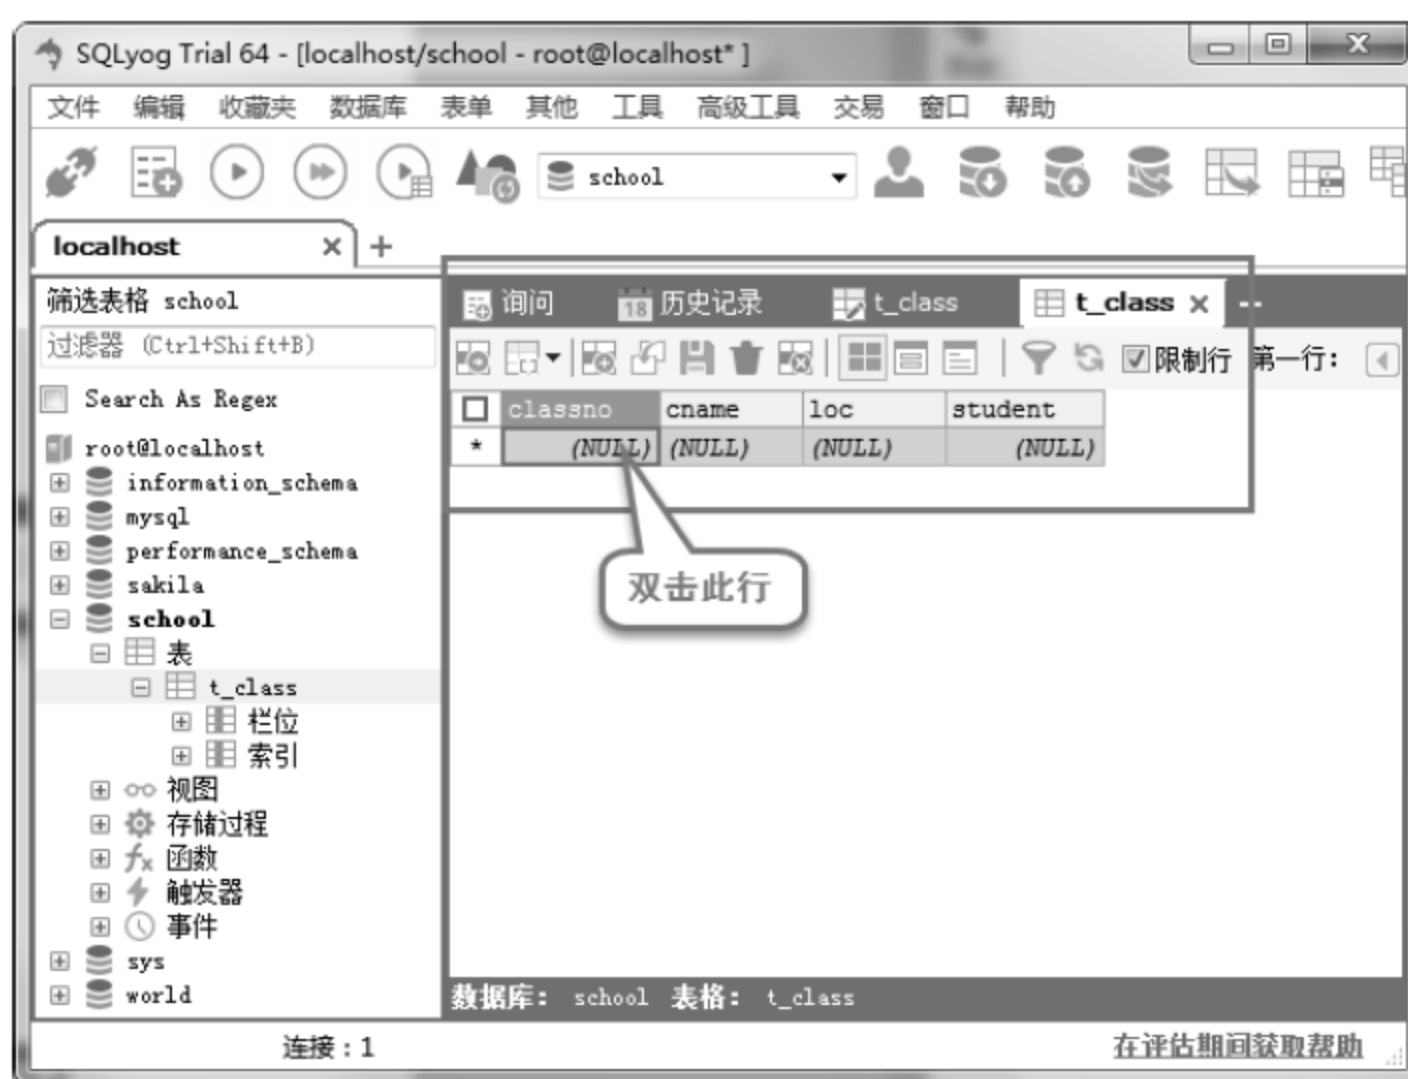 SQLyog Trial 64 - [localhost/school - root@localhost* ]
文件 编辑 收藏夹 数据库 表单 其他 工具 高级工具 交易 窗口 帮助
school
localhost
筛选表格 school
过滤器 (Ctrl+Shift+B)
Search As Regex
root@localhost
information_schema
mysql
performance_schema
sakila
school
表
t_class
栏位
索引
视图
存储过程
函数
触发器
事件
sys
world
询问 18 历史记录 t_class t_class
限制行 第一行:
classno cname loc student
* (NULL) (NULL) (NULL) (NULL)
双击此行
数据库: school 表格: t_class
连接：1
在评估期间获取帮助